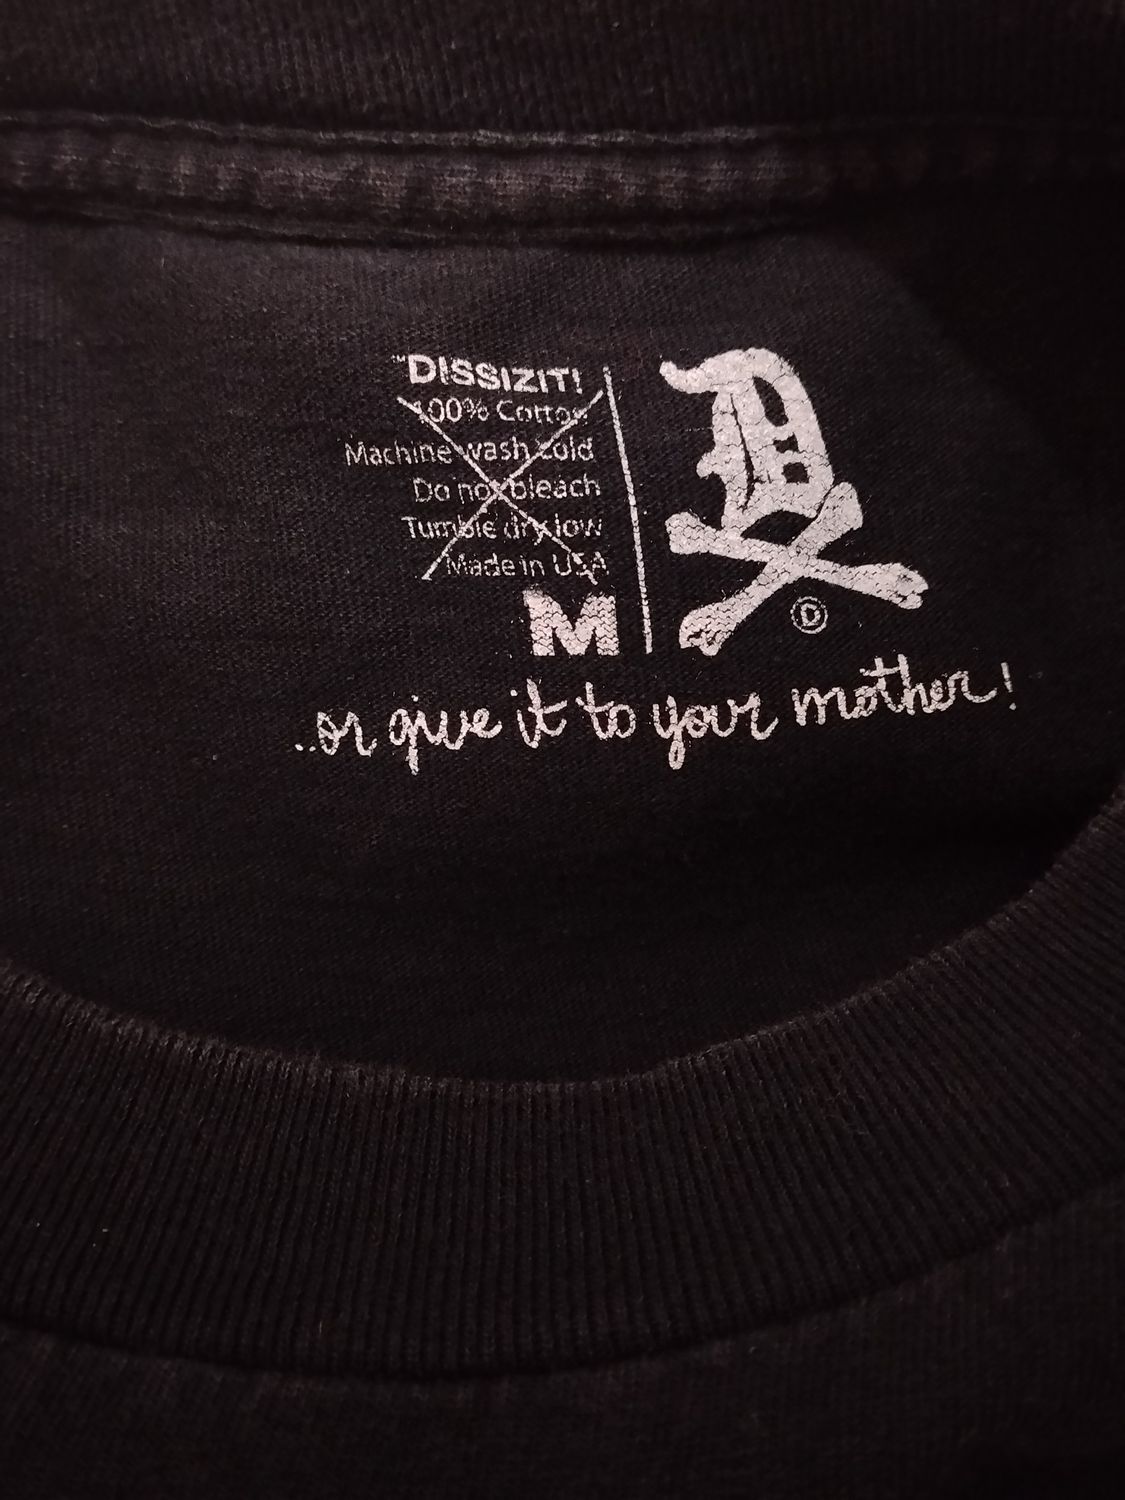 "DISSIZIT!
100% Cotton
Machine wash cold
Do not bleach
Tumble dry low
Made in USA
M
D
D
..or give it to your mother!